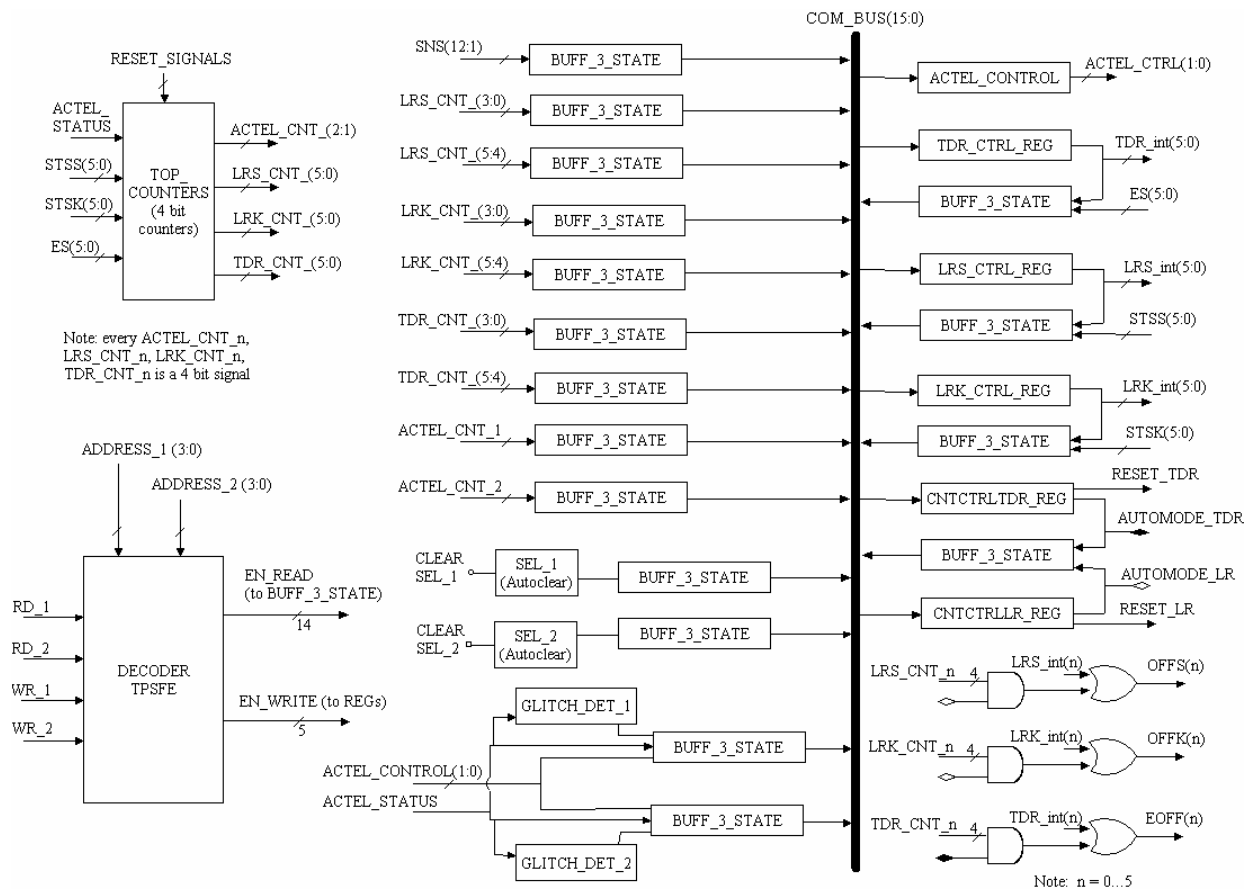 COM_BUS(15:0)
RESET_SIGNALS
ACTEL_
STATUS
STSS(5:0)
STSK(5:0)
ES(5:0)
TOP_
COUNTERS
(4 bit
counters)
ACTEL_CNT_(2:1)
LRS_CNT_(5:0)
LRK_CNT_(5:0)
TDR_CNT_(5:0)
Note: every ACTEL_CNT_n,
LRS_CNT_n, LRK_CNT_n,
TDR_CNT_n is a 4 bit signal
ADDRESS_1 (3:0)
ADDRESS_2 (3:0)
RD_1
RD_2
WR_1
WR_2
DECODER
TPSFE
EN_READ
(to BUFF_3_STATE)
14
EN_WRITE (to REGs)
5
SNS(12:1)
BUFF_3_STATE
LRS_CNT_(3:0)
BUFF_3_STATE
LRS_CNT_(5:4)
BUFF_3_STATE
LRK_CNT_(3:0)
BUFF_3_STATE
LRK_CNT_(5:4)
BUFF_3_STATE
TDR_CNT_(3:0)
BUFF_3_STATE
TDR_CNT_(5:4)
BUFF_3_STATE
ACTEL_CNT_1
BUFF_3_STATE
ACTEL_CNT_2
BUFF_3_STATE
CLEAR
SEL_1
SEL_1
(Autoclear)
BUFF_3_STATE
CLEAR
SEL_2
SEL_2
(Autoclear)
BUFF_3_STATE
GLITCH_DET_1
BUFF_3_STATE
ACTEL_CONTROL(1:0)
ACTEL_STATUS
BUFF_3_STATE
GLITCH_DET_2
ACTEL_CONTROL
ACTEL_CTRL(1:0)
TDR_CTRL_REG
TDR_int(5:0)
BUFF_3_STATE
ES(5:0)
LRS_CTRL_REG
LRS_int(5:0)
BUFF_3_STATE
STSS(5:0)
LRK_CTRL_REG
LRK_int(5:0)
BUFF_3_STATE
STSK(5:0)
RESET_TDR
CNTCTRLTDR_REG
AUTOMODE_TDR
BUFF_3_STATE
AUTOMODE_LR
CNTCTRLLR_REG
RESET_LR
LRS_CNT_n
4
LRS_int(n)
OFFS(n)
LRK_CNT_n
4
LRK_int(n)
OFFK(n)
TDR_CNT_n
4
TDR_int(n)
EOFF(n)
Note: n = 0...5